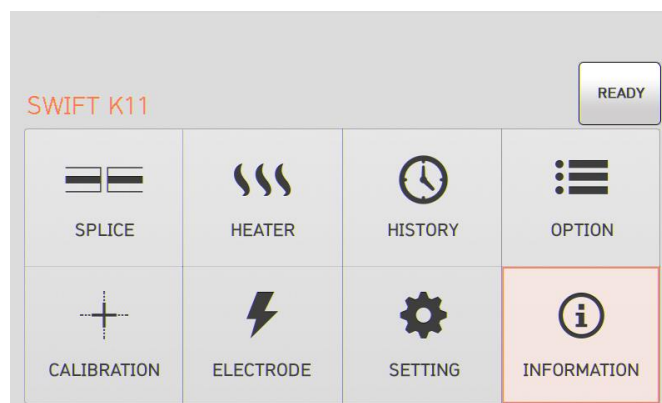 READY
SWIFT K11
SPLICE HEATER HISTORY OPTION
CALIBRATION ELECTRODE SETTING INFORMATION